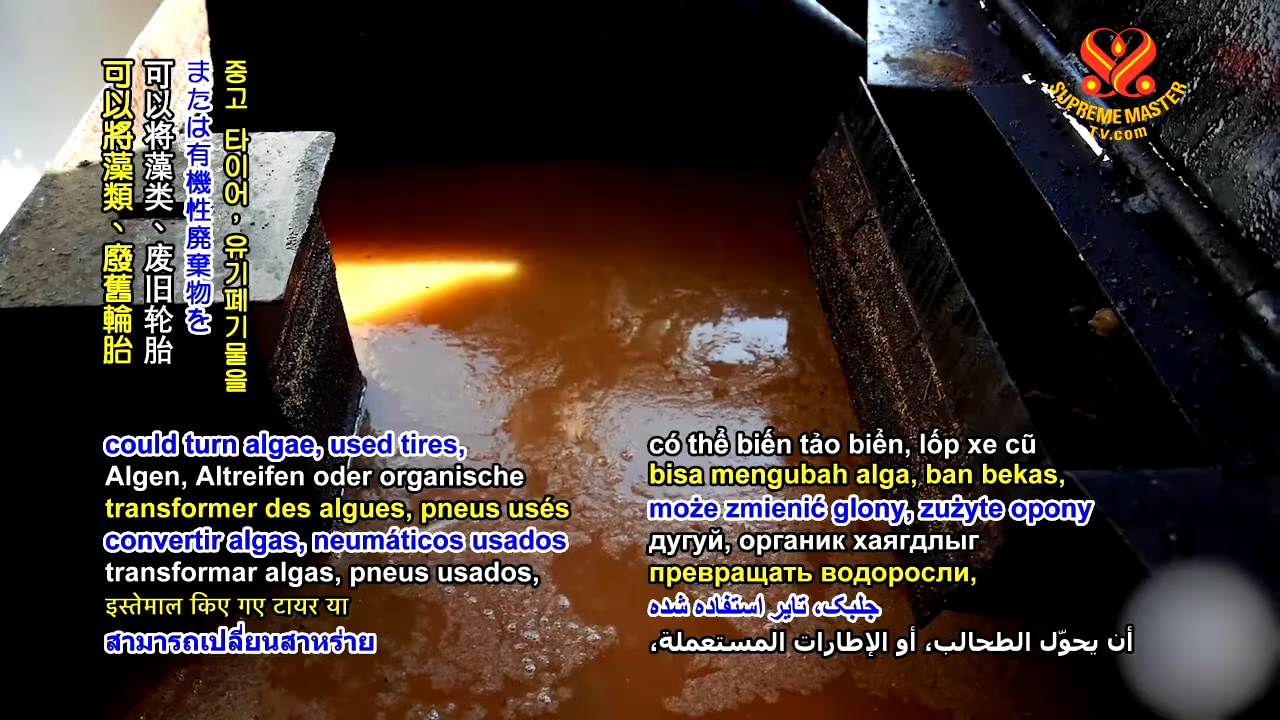 可以將藻類、廢舊輪胎
可以将藻类、废旧轮胎
または有機性廃棄物を
중고 타이어, 유기폐기물을
SUPREME MASTER
TV.com
could turn algae, used tires,
Algen, Altreifen oder organische
transformer des algues, pneus usés
convertir algas, neumáticos usados
transformar algas, pneus usados,
इस्तेमाल किए गए टायर या
สามารถเปลี่ยนสาหร่าย
có thể biến tảo biển, lốp xe cũ
bisa mengubah alga, ban bekas,
może zmienić glony, zużyte opony
дугуй, органик хаягдлыг
превращать водоросли,
جلبک، تایر استفاده شده
أن يحوّل الطحالب، أو الإطارات المستعملة،